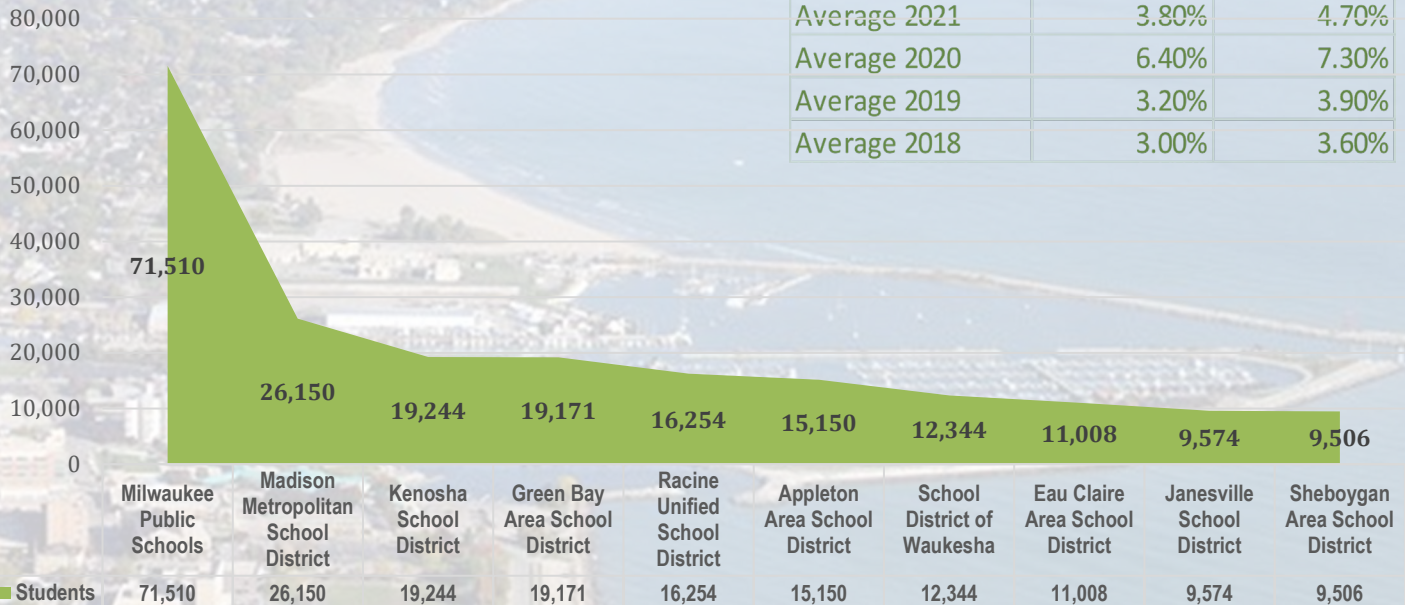 Average 2021 3.80% 4.70%
Average 2020 6.40% 7.30%
Average 2019 3.20% 3.90%
Average 2018 3.00% 3.60%
80,000
70,000
60,000
50,000
40,000
30,000
20,000
10,000
0
71,510
26,150
19,244
19,171
16,254
15,150
12,344
11,008
9,574
9,506
Milwaukee
Public
Schools
Madison
Metropolitan
School
District
Kenosha
School
District
Green Bay
Area School
District
Racine
Unified
School
District
Appleton
Area School
District
School
District of
Waukesha
Eau Claire
Area School
District
Janesville
School
District
Sheboygan
Area School
District
Students 71,510 26,150 19,244 19,171 16,254 15,150 12,344 11,008 9,574 9,506